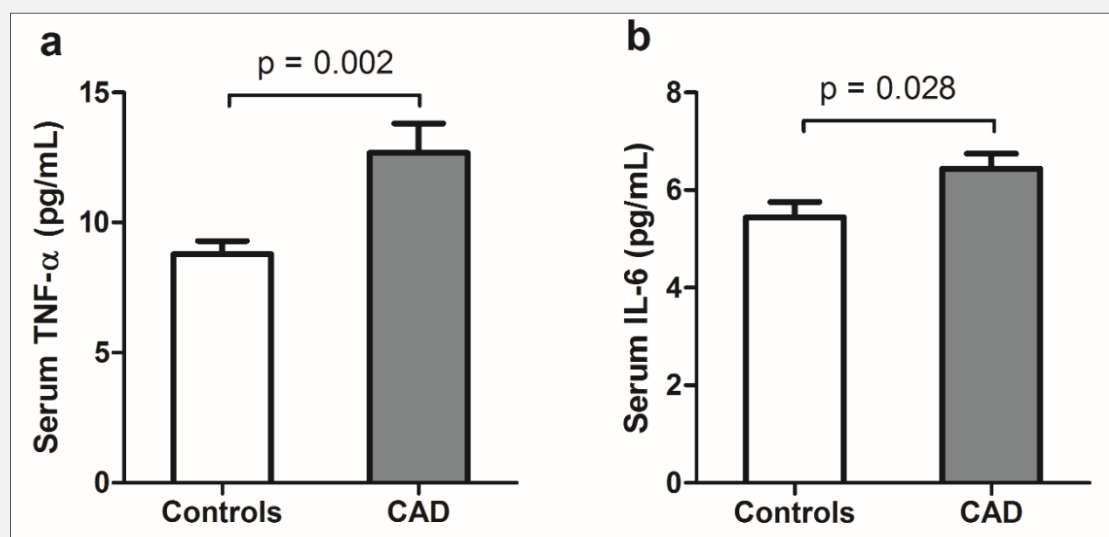 a
p = 0.002
Serum TNF-α (pg/mL)
15
10
5
0
Controls CAD
b
p = 0.028
Serum IL-6 (pg/mL)
8
6
4
2
0
Controls CAD